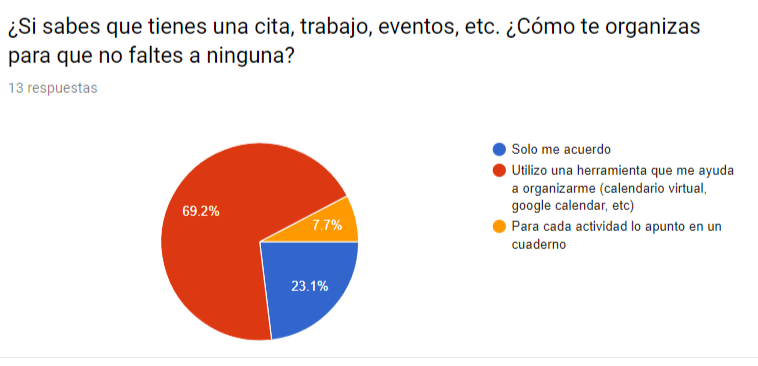 ¿Si sabes que tienes una cita, trabajo, eventos, etc. ¿Cómo te organizas
para que no faltes a ninguna?
13 respuestas
69.2%
7.7%
23.1%
Solo me acuerdo
Utilizo una herramienta que me ayuda
a organizarme (calendario virtual,
google calendar, etc)
Para cada actividad lo apunto en un
cuaderno